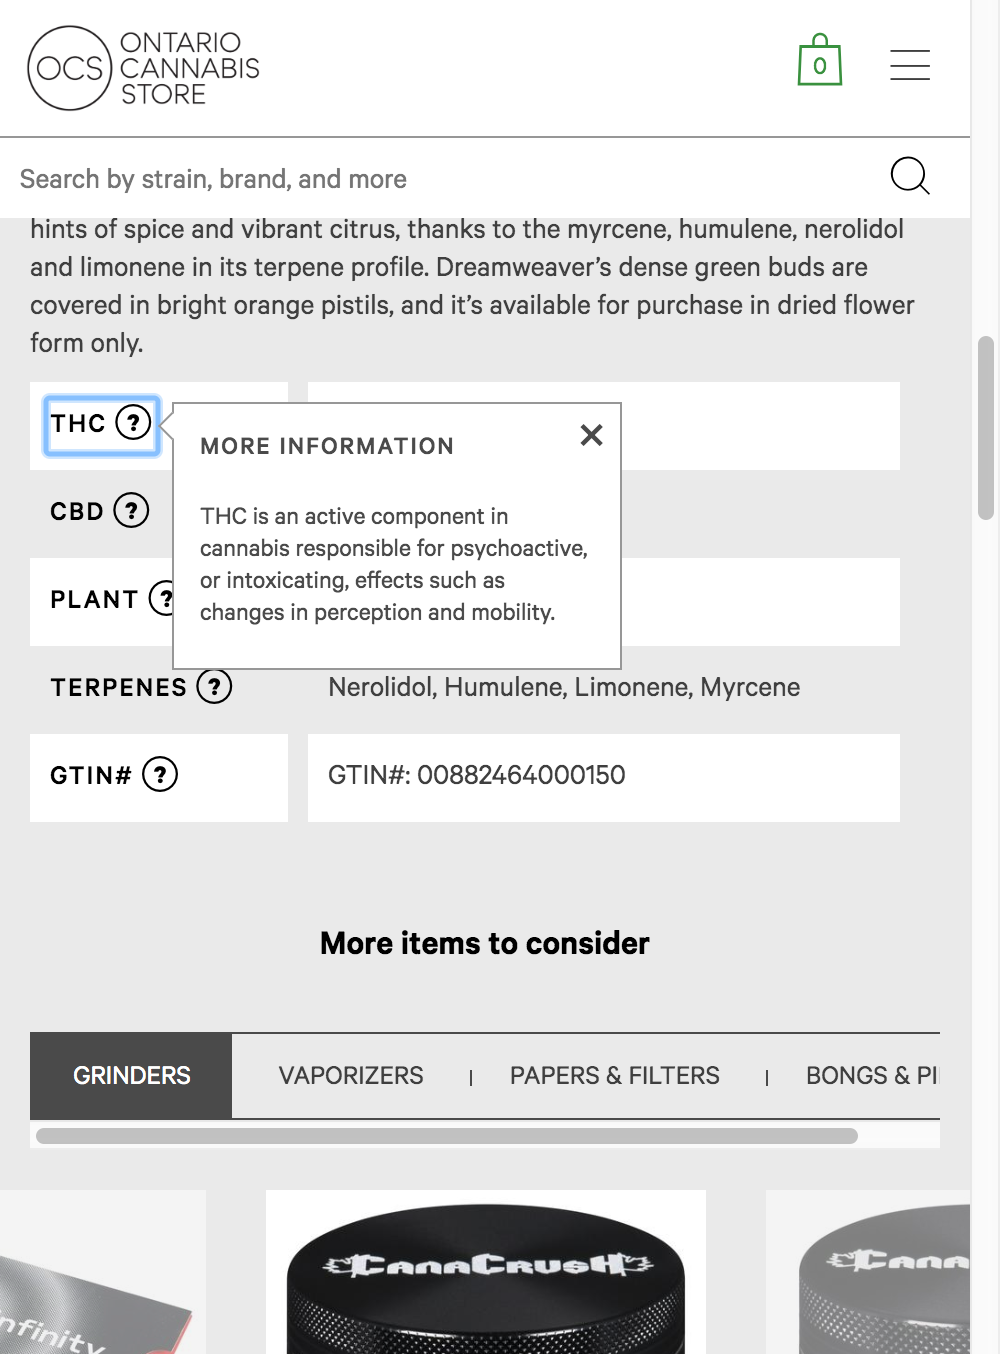 OCS
ONTARIO
CANNABIS
STORE
0
Search by strain, brand, and more
hints of spice and vibrant citrus, thanks to the myrcene, humulene, nerolidol
and limonene in its terpene profile. Dreamweaver’s dense green buds are
covered in bright orange pistils, and it’s available for purchase in dried flower
form only.
THC ?
MORE INFORMATION
THC is an active component in
cannabis responsible for psychoactive,
or intoxicating, effects such as
changes in perception and mobility.
CBD ?
PLANT ?
TERPENES ? Nerolidol, Humulene, Limonene, Myrcene
GTIN# ? GTIN#: 00882464000150
More items to consider
GRINDERS VAPORIZERS | PAPERS & FILTERS | BONGS & PI
nfinity
CANACRUSH
CANA